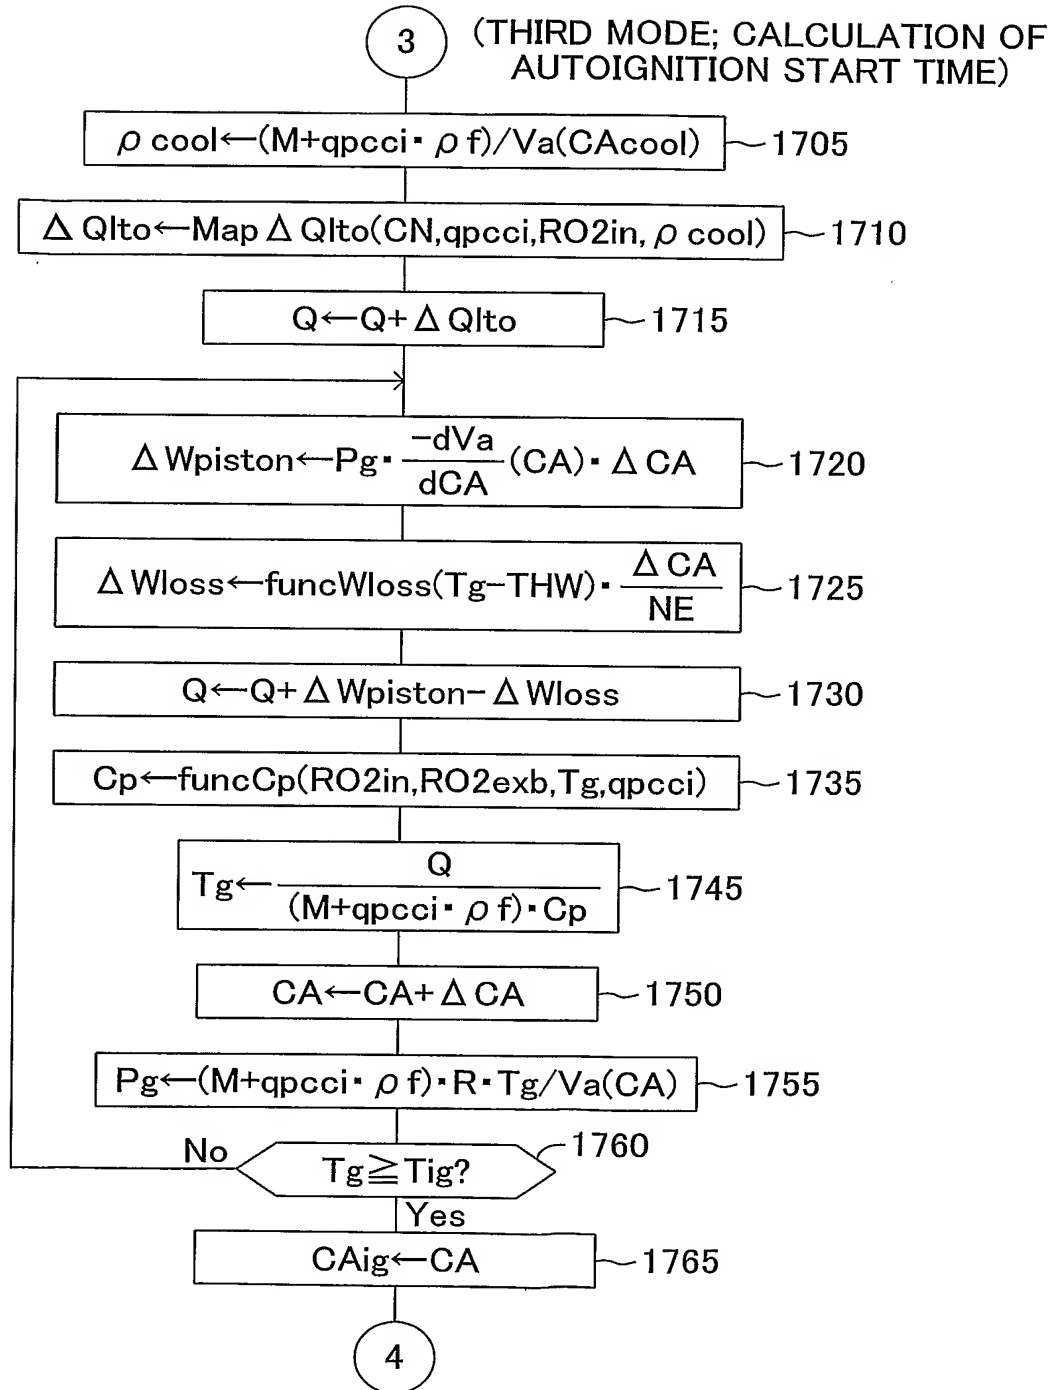 3
(THIRD MODE; CALCULATION OF
AUTOIGNITION START TIME)
ρ cool←(M+qpcci▪ ρ f)/Va(CAcool)
1705
Δ Qlto←Map Δ Qlto(CN,qpcci,RO2in, ρ cool)
1710
Q←Q+ Δ Qlto
1715
Δ Wpiston←Pg▪ -dVa/dCA (CA)▪ Δ CA
1720
Δ Wloss←funcWloss(Tg-THW)▪ Δ CA/NE
1725
Q←Q+ Δ Wpiston- Δ Wloss
1730
Cp←funcCp(RO2in,RO2exb,Tg,qpcci)
1735
Tg← Q/(M+qpcci▪ ρ f)▪Cp
1745
CA←CA+ Δ CA
1750
Pg←(M+qpcci▪ ρ f)▪R▪Tg/Va(CA)
1755
No
Tg≧Tig?
1760
Yes
CAig←CA
1765
4